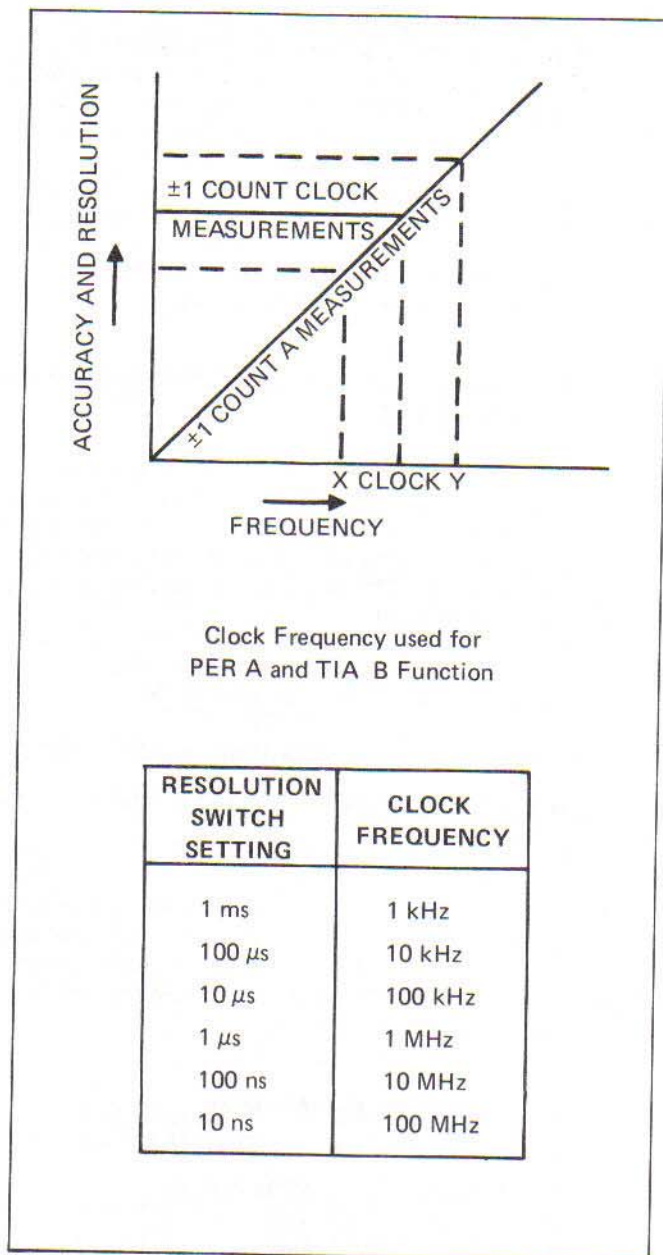 ACCURACY AND RESOLUTION
±1 COUNT CLOCK
MEASUREMENTS
±1 COUNT A MEASUREMENTS
X CLOCK Y
FREQUENCY
Clock Frequency used for
PER A and TIA B Function
RESOLUTION
SWITCH
SETTING
CLOCK
FREQUENCY
1 ms 1 kHz
100 μs 10 kHz
10 μs 100 kHz
1 μs 1 MHz
100 ns 10 MHz
10 ns 100 MHz